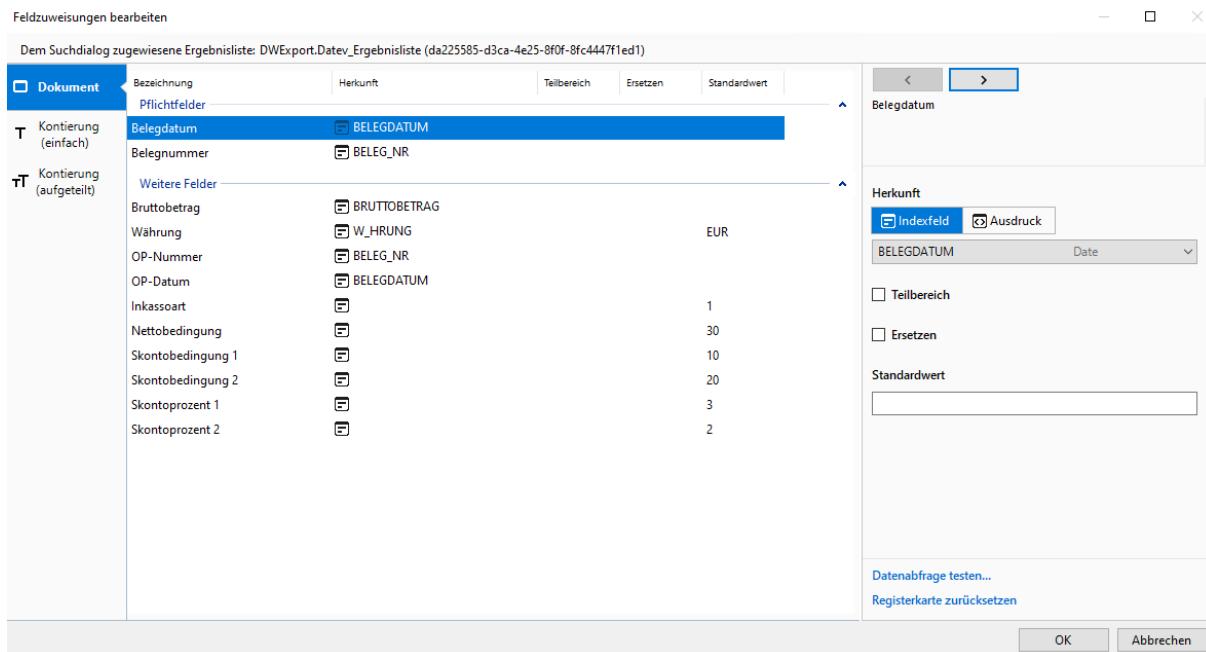 Feldzuweisungen bearbeiten
Dem Suchdialog zugewiesene Ergebnisliste: DWExport.Datev_Ergebnisliste (da225585-d3ca-4e25-8f0f-8fc4447f1ed1)
Dokument
Kontierung
(einfach)
Kontierung
(aufgeteilt)
Bezeichnung Herkunft Teilbereich Ersetzen Standardwert
Pflichtfelder
Belegdatum BELEGDATUM
Belegnummer BELEG_NR
Weitere Felder
Bruttobetrag BRUTTOBETRAG
Währung W_HRUNG EUR
OP-Nummer BELEG_NR
OP-Datum BELEGDATUM
Inkassoart 1
Nettobedingung 30
Skontobedingung 1 10
Skontobedingung 2 20
Skontoprozent 1 3
Skontoprozent 2 2
Belegdatum
Herkunft
Indexfeld Ausdruck
BELEGDATUM Date
Teilbereich
Ersetzen
Standardwert
Datenabfrage testen...
Registerkarte zurücksetzen
OK Abbrechen